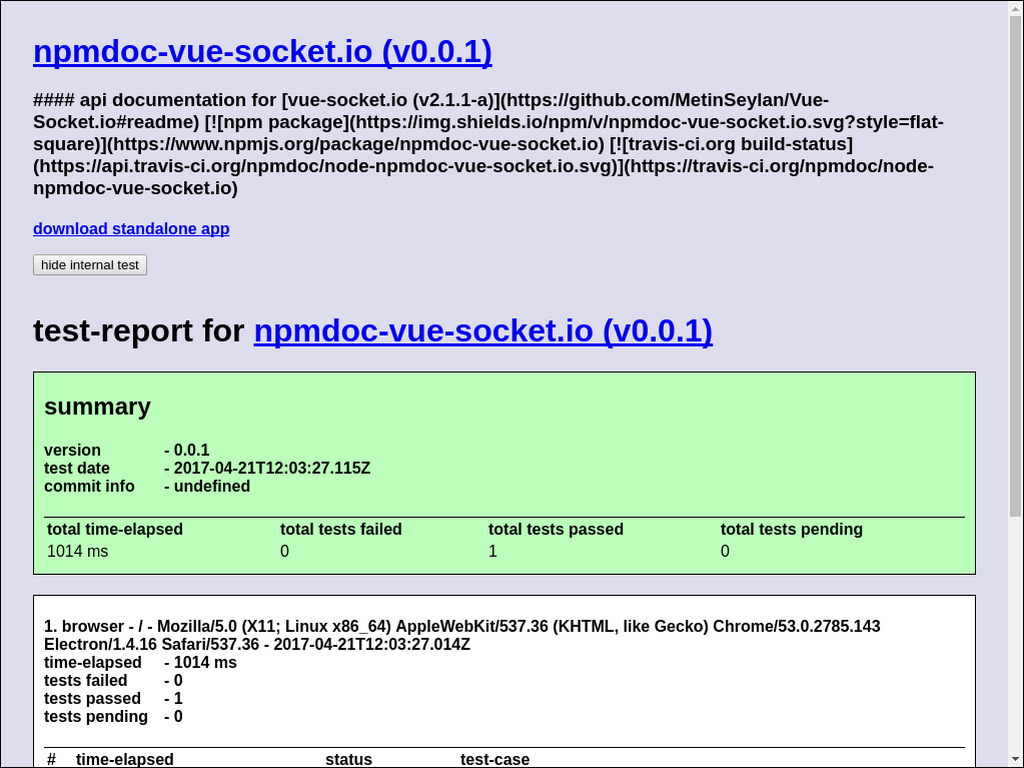 npmdoc-vue-socket.io (v0.0.1)
#### api documentation for [vue-socket.io (v2.1.1-a)](https://github.com/MetinSeylan/Vue-
Socket.io#readme) [![npm package](https://img.shields.io/npm/v/npmdoc-vue-socket.io.svg?style=flat-
square)](https://www.npmjs.org/package/npmdoc-vue-socket.io) [![travis-ci.org build-status]
(https://api.travis-ci.org/npmdoc/node-npmdoc-vue-socket.io.svg)](https://travis-ci.org/npmdoc/node-
npmdoc-vue-socket.io)
download standalone app
hide internal test
test-report for npmdoc-vue-socket.io (v0.0.1)
summary
version - 0.0.1
test date - 2017-04-21T12:03:27.115Z
commit info - undefined
total time-elapsed total tests failed total tests passed total tests pending
1014 ms 0 1 0
1. browser - / - Mozilla/5.0 (X11; Linux x86_64) AppleWebKit/537.36 (KHTML, like Gecko) Chrome/53.0.2785.143
Electron/1.4.16 Safari/537.36 - 2017-04-21T12:03:27.014Z
time-elapsed - 1014 ms
tests failed - 0
tests passed - 1
tests pending - 0
# time-elapsed status test-case